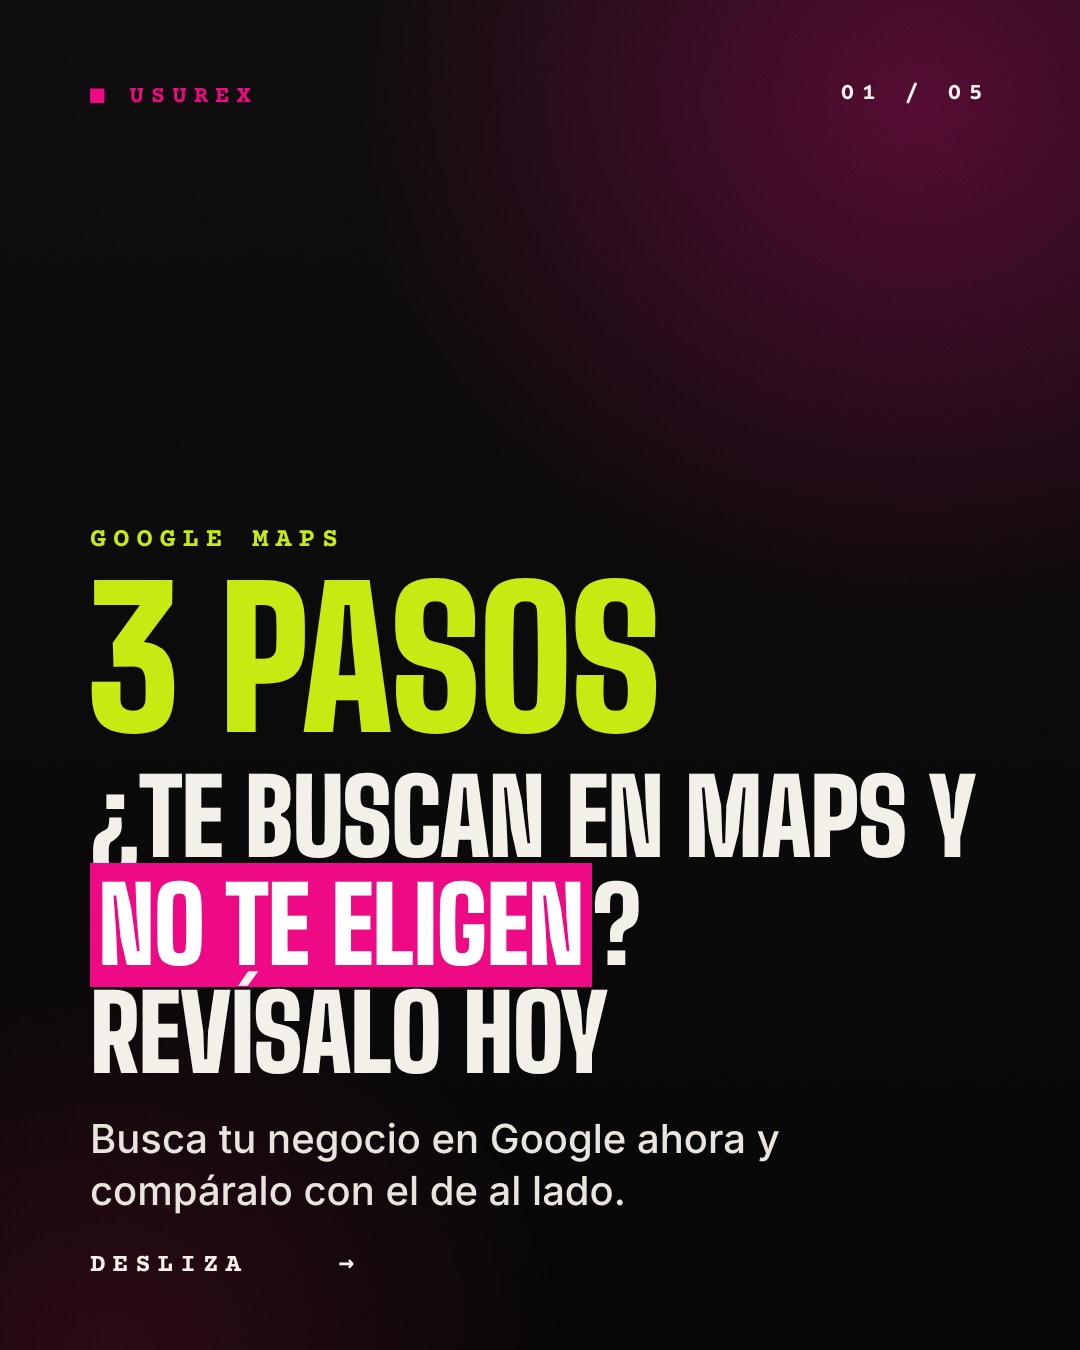 ■ USUREX
01 / 05
GOOGLE MAPS
3 PASOS
¿TE BUSCAN EN MAPS Y
NO TE ELIGEN?
REVÍSALO HOY
Busca tu negocio en Google ahora y
compáralo con el de al lado.
DESLIZA →